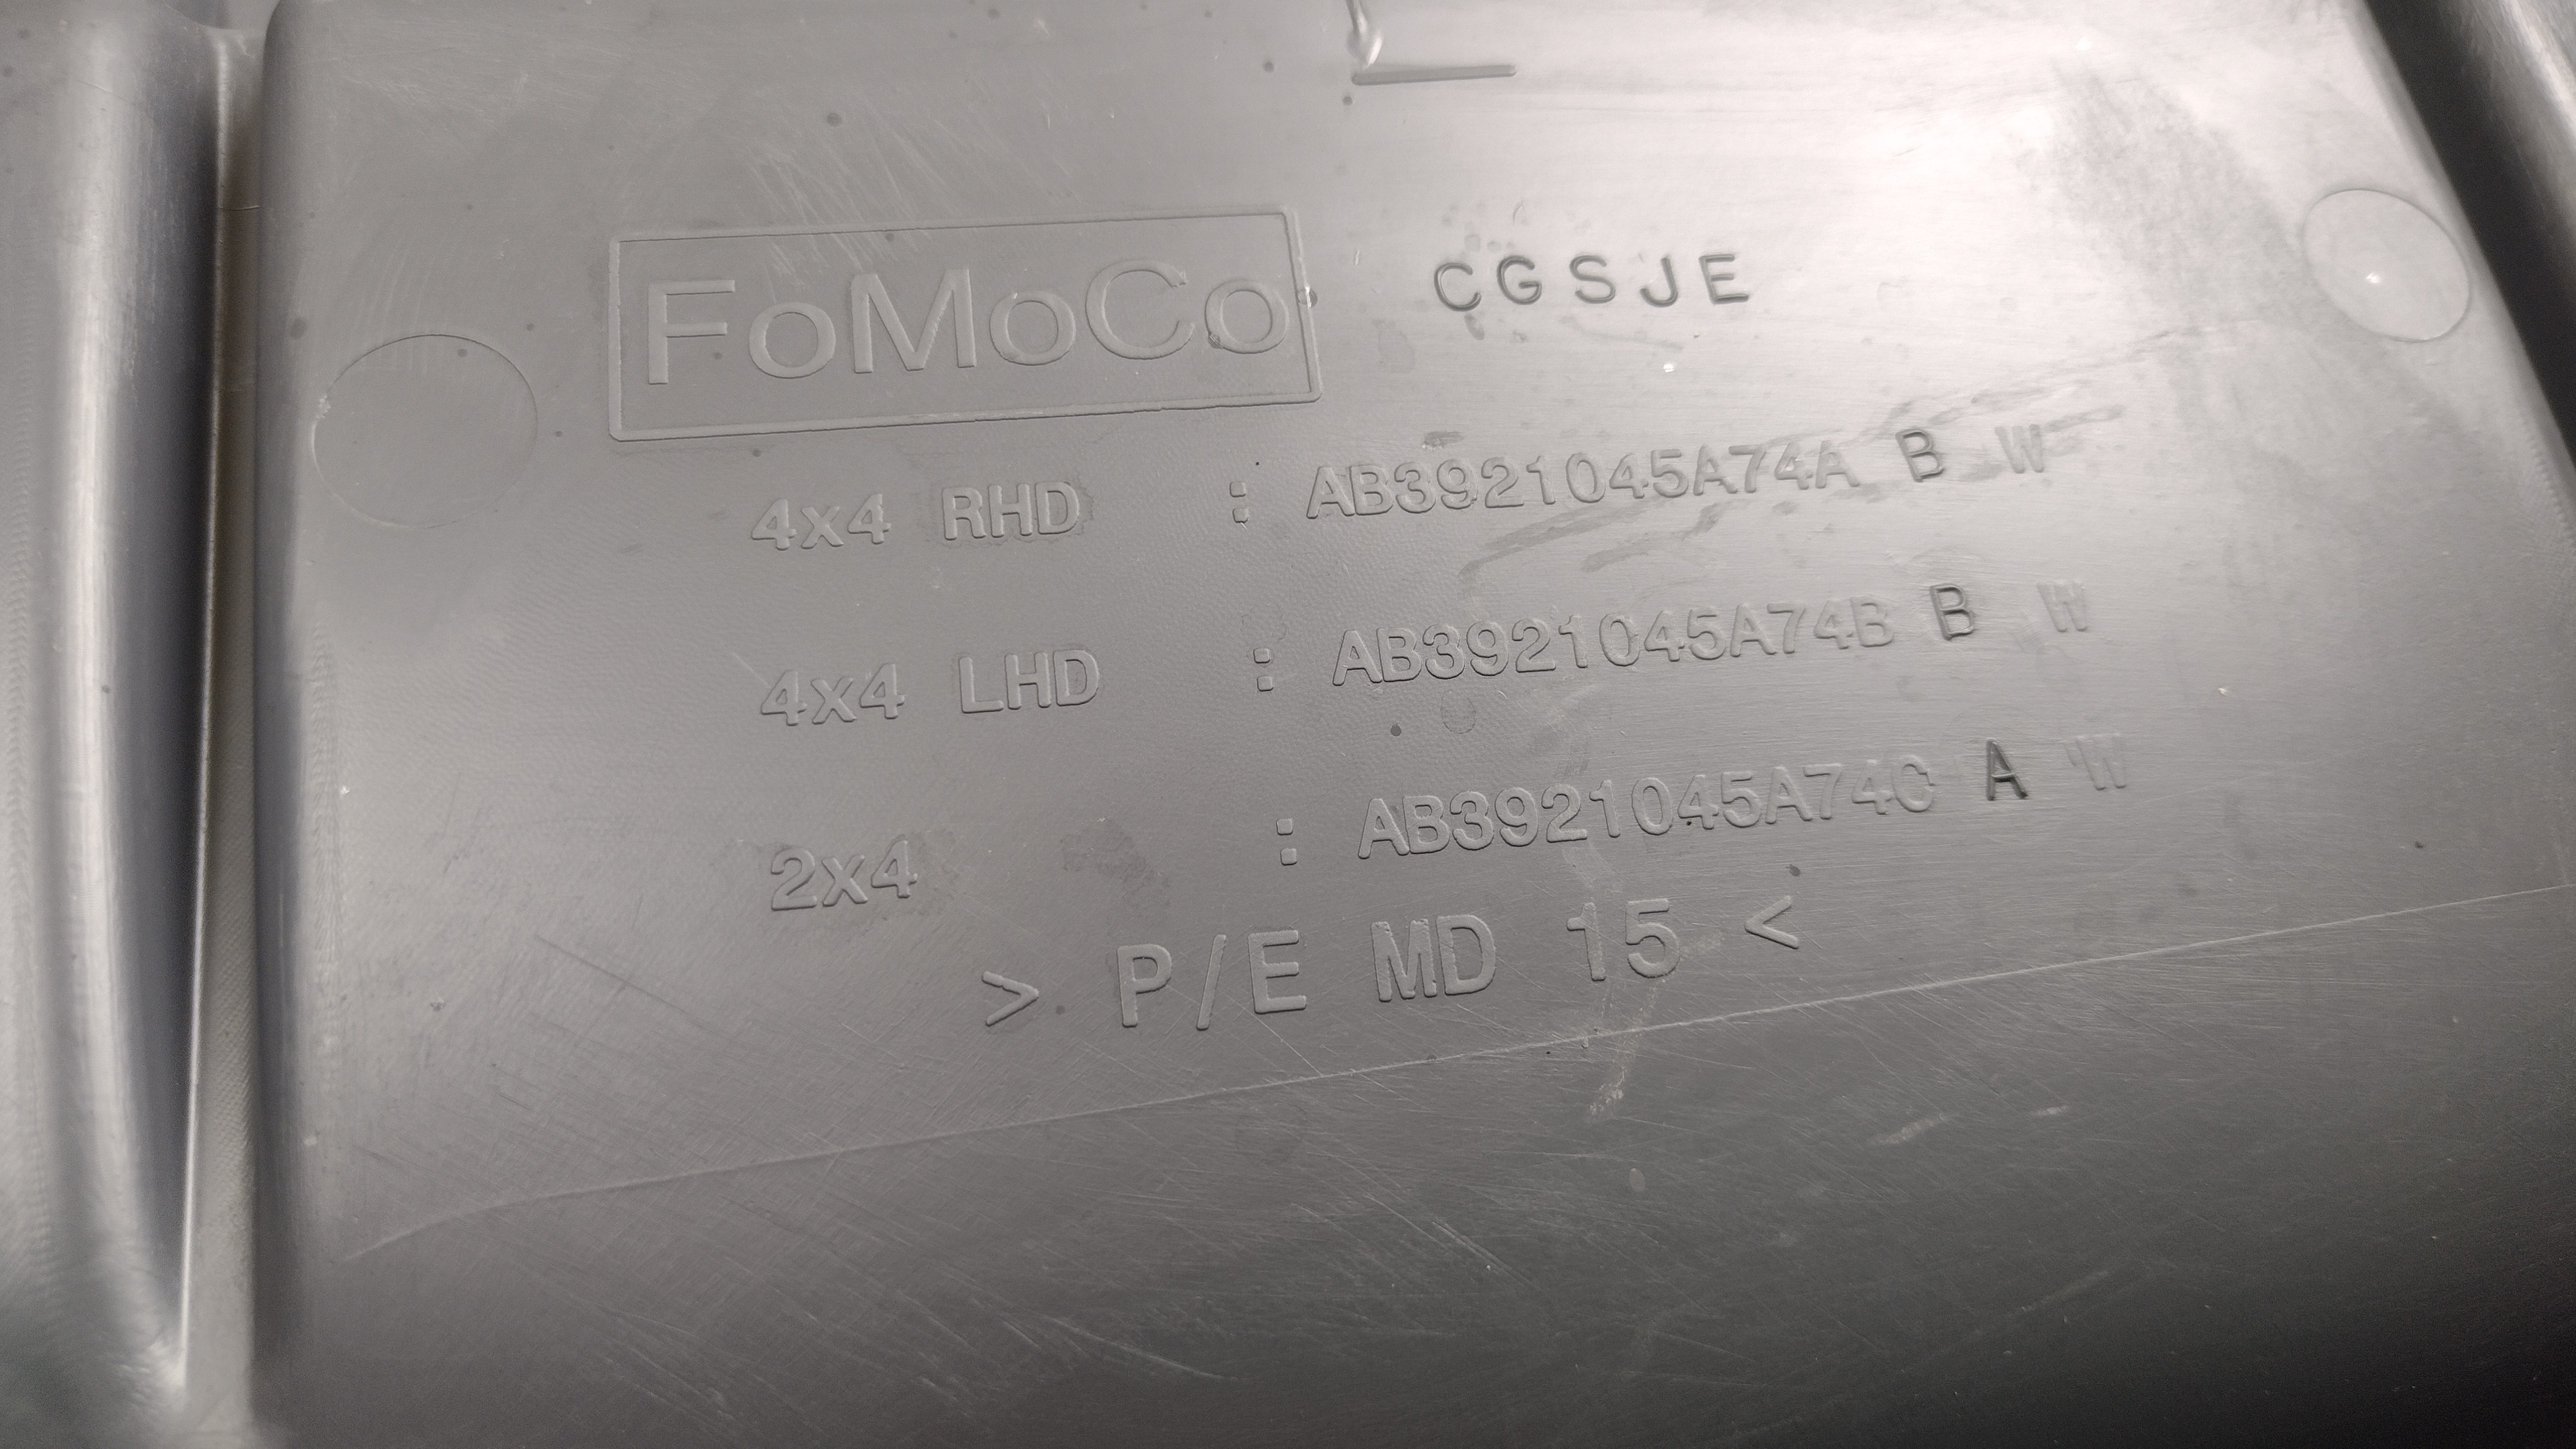 FoMoCo CGSJE
4x4 RHD : AB3921045A74A B W
4x4 LHD : AB3921045A74B B W
2x4 : AB3921045A74C A W
> P/E MD 15 <